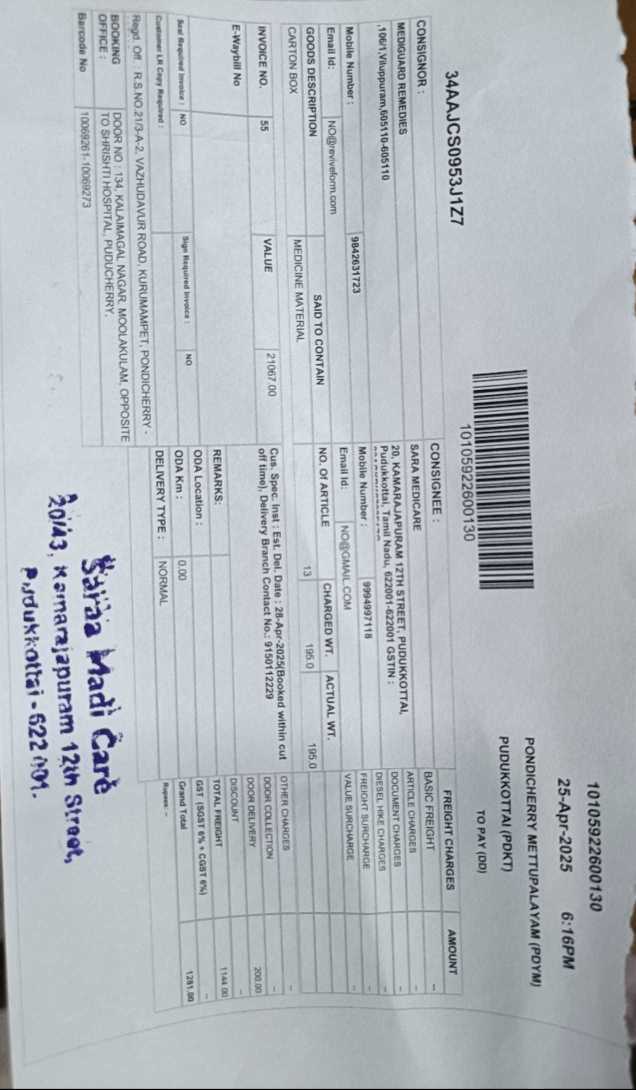 10105922600130
25-Apr-2025 6:16PM
PONDICHERRY METTUPALAYAM (PDYM)
PUDUKKOTTAI (PDKT)
TO PAY (DD)
34AAJCS0953J1Z7
10105922600130
CONSIGNOR :
MEDIGUARD REMEDIES
,106/1,Viluppuram,605110-605110
Mobile Number : 9842631723
Email Id: NO@reviveform.com
CONSIGNEE :
SARA MEDICARE
20, KAMARAJAPURAM 12TH STREET, PUDUKKOTTAI,
Pudukkottai, Tamil Nadu, 622001-622001 GSTIN :
Mobile Number : 9994997118
Email Id: NO@GMAIL.COM
GOODS DESCRIPTION SAID TO CONTAIN NO. Of ARTICLE CHARGED WT. ACTUAL WT.
CARTON BOX MEDICINE MATERIAL 13 195.0 195.0
INVOICE NO. 55 VALUE 21067.00
E-Waybill No
Cus. Spec. Inst : Est. Del. Date : 28-Apr-2025(Booked within cut
off time), Delivery Branch Contact No.: 9150112229
REMARKS:
Seal Required Invoice : NO Sign Required Invoice : NO
ODA Location :
Customer LR Copy Required :
ODA Km : 0.00
DELIVERY TYPE : NORMAL
Regd. Off : R.S.NO.21/3-A-2, VAZHUDAVUR ROAD, KURUMAMPET, PONDICHERRY -
BOOKING OFFICE : DOOR NO : 134, KALAIMAGAL NAGAR, MOOLAKULAM, OPPOSITE
TO SHRISHTI HOSPITAL, PUDUCHERRY.
Barcode No 10069261-10069273
FREIGHT CHARGES AMOUNT
BASIC FREIGHT --
ARTICLE CHARGES --
DOCUMENT CHARGES --
DIESEL HIKE CHARGES --
FREIGHT SURCHARGE --
VALUE SURCHARGE --
OTHER CHARGES --
DOOR COLLECTION --
DOOR DELIVERY 200.00
DISCOUNT --
TOTAL FREIGHT 1144.00
GST (SGST 6% + CGST 6%) --
Grand Total 1281.00
Rupees: --
Saraa Madi Care
20/43, Kamarajapuram 12th Street,
Pudukkottai - 622 001.